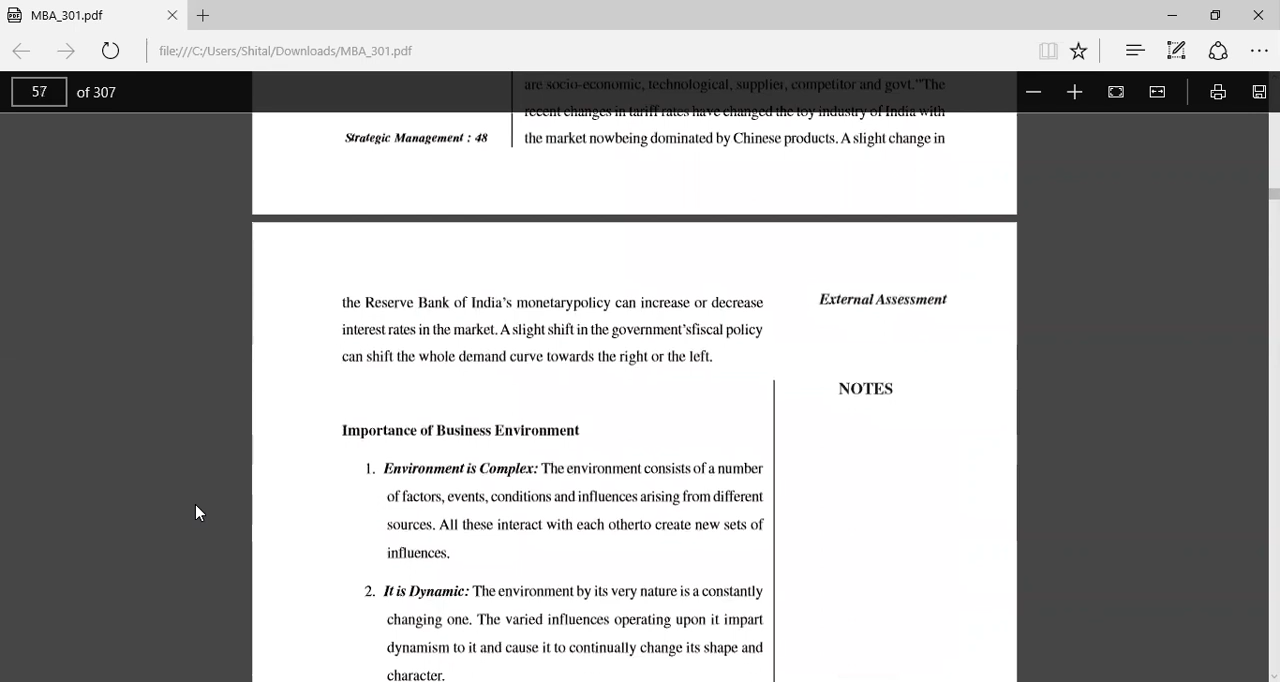 MBA_301.pdf
file:///C:/Users/Shital/Downloads/MBA_301.pdf
57 of 307
are socio-economic, technological, supplier, competitor and govt."The
recent changes in tariff rates have changed the toy industry of India with
Strategic Management : 48
the market nowbeing dominated by Chinese products. A slight change in
the Reserve Bank of India's monetarypolicy can increase or decrease
External Assessment
interest rates in the market. A slight shift in the government'sfiscal policy
can shift the whole demand curve towards the right or the left.
NOTES
Importance of Business Environment
1. Environment is Complex: The environment consists of a number
of factors, events, conditions and influences arising from different
sources. All these interact with each otherto create new sets of
influences.
2. It is Dynamic: The environment by its very nature is a constantly
changing one. The varied influences operating upon it impart
dynamism to it and cause it to continually change its shape and
character.